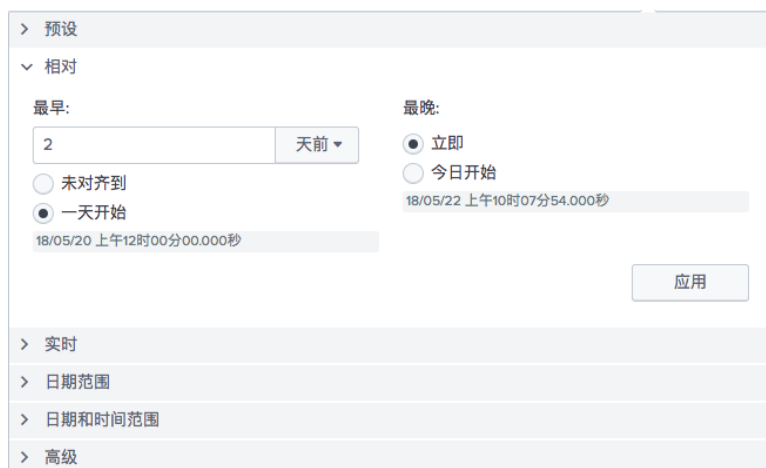 预设
相对
最早:
2 天前
未对齐到
一天开始
18/05/20 上午12时00分00.000秒
最晚:
立即
今日开始
18/05/22 上午10时07分54.000秒
应用
实时
日期范围
日期和时间范围
高级